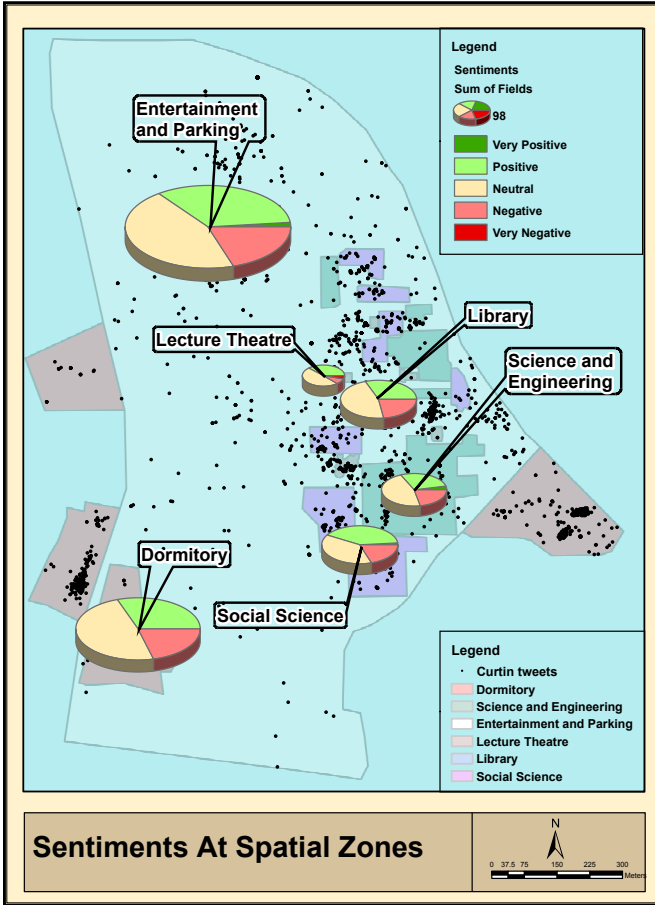 Legend
Sentiments
Sum of Fields
98
Very Positive
Positive
Neutral
Negative
Very Negative
Entertainment
and Parking
Library
Lecture Theatre
Science and
Engineering
Dormitory
Social Science
Legend
Curtin tweets
Dormitory
Science and Engineering
Entertainment and Parking
Lecture Theatre
Library
Social Science
Sentiments At Spatial Zones
N
0 37.5 75 150 225 300
Meters